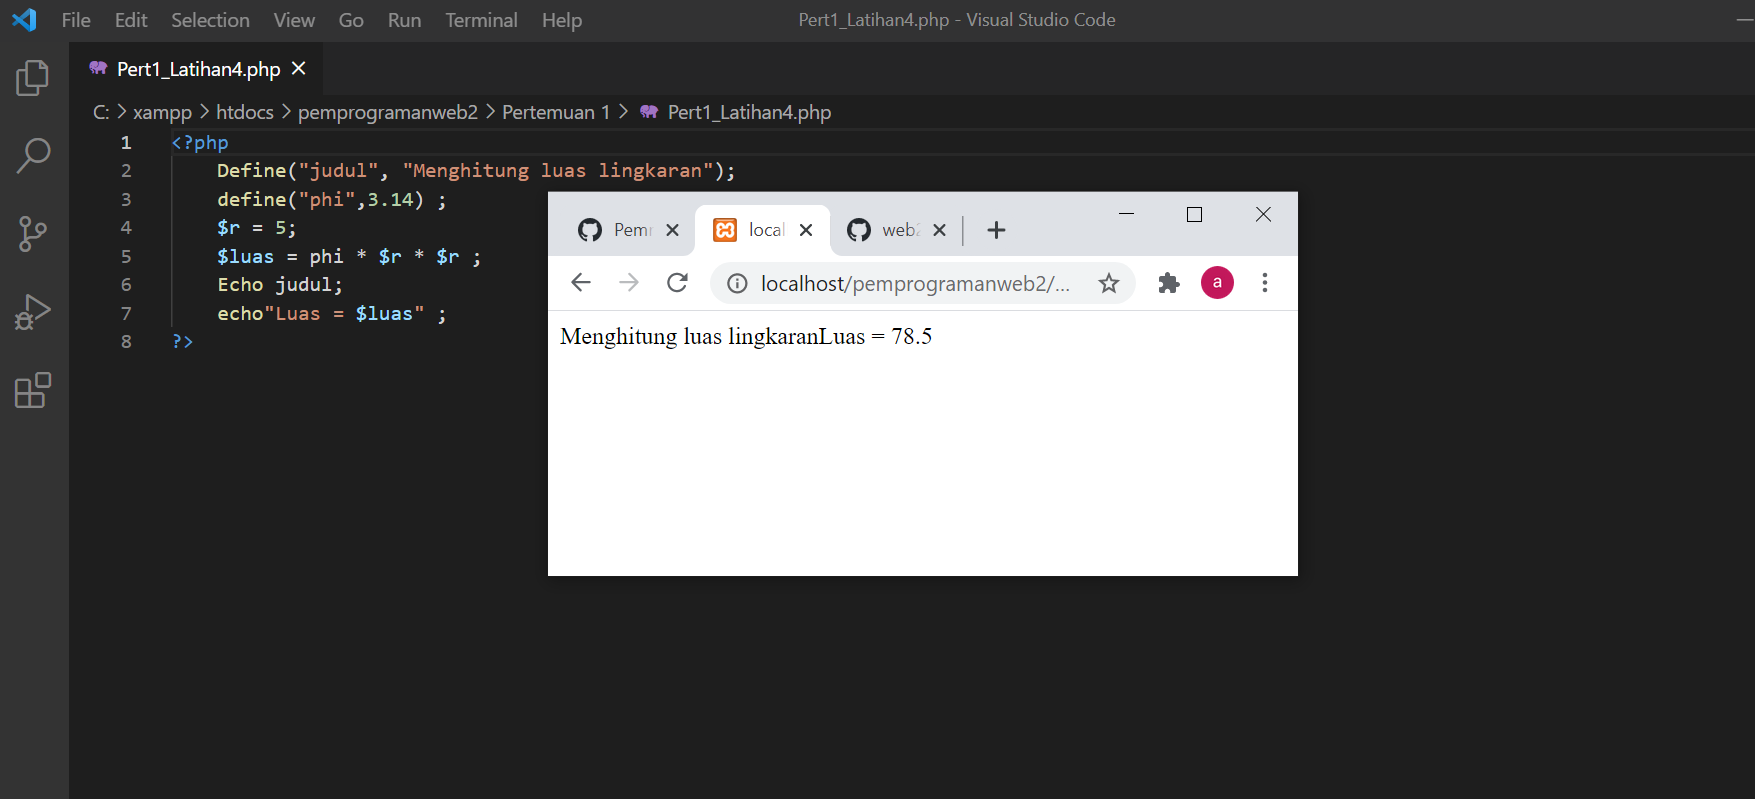 File Edit Selection View Go Run Terminal Help Pert1_Latihan4.php - Visual Studio Code
Pert1_Latihan4.php
C: > xampp > htdocs > pemprogramanweb2 > Pertemuan 1 > Pert1_Latihan4.php
1 <?php
2 Define("judul", "Menghitung luas lingkaran");
3 define("phi",3.14) ;
4 $r = 5;
5 $luas = phi * $r * $r ;
6 Echo judul;
7 echo"Luas = $luas" ;
8 ?>
Pem local web2
localhost/pemprogramanweb2/... a
Menghitung luas lingkaranLuas = 78.5